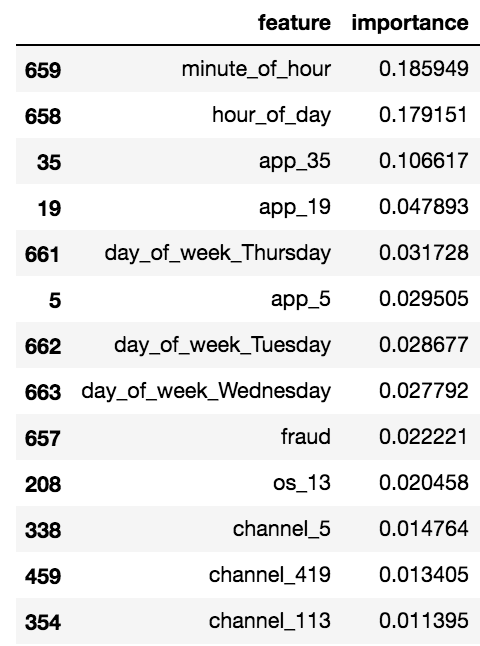 feature importance
659 minute_of_hour 0.185949
658 hour_of_day 0.179151
35 app_35 0.106617
19 app_19 0.047893
661 day_of_week_Thursday 0.031728
5 app_5 0.029505
662 day_of_week_Tuesday 0.028677
663 day_of_week_Wednesday 0.027792
657 fraud 0.022221
208 os_13 0.020458
338 channel_5 0.014764
459 channel_419 0.013405
354 channel_113 0.011395